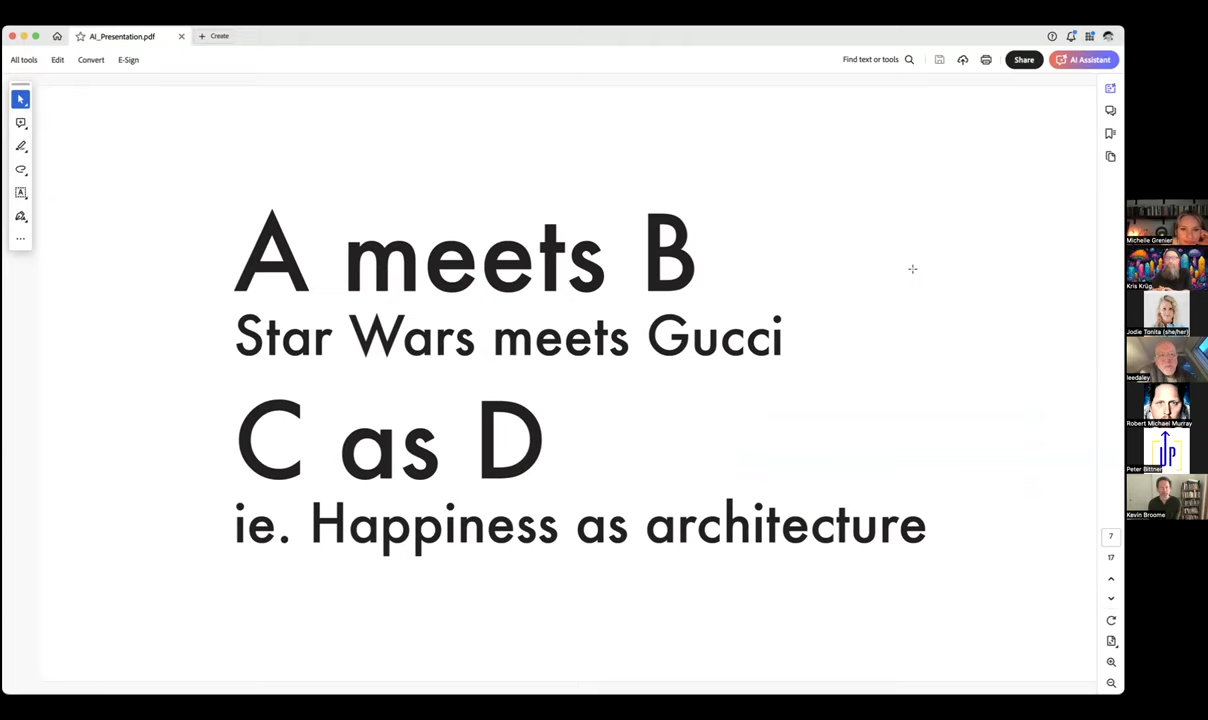 AI_Presentation.pdf
Create
All tools
Edit
Convert
E-Sign
Find text or tools
Share
AI Assistant
A meets B
Star Wars meets Gucci
C as D
ie. Happiness as architecture
Michelle Grenier
Kris Krüg
Jodie Tonita (she/her)
leedaley
Robert Michael Murray
UP
Peter Bittner
Kevin Broome
7
17